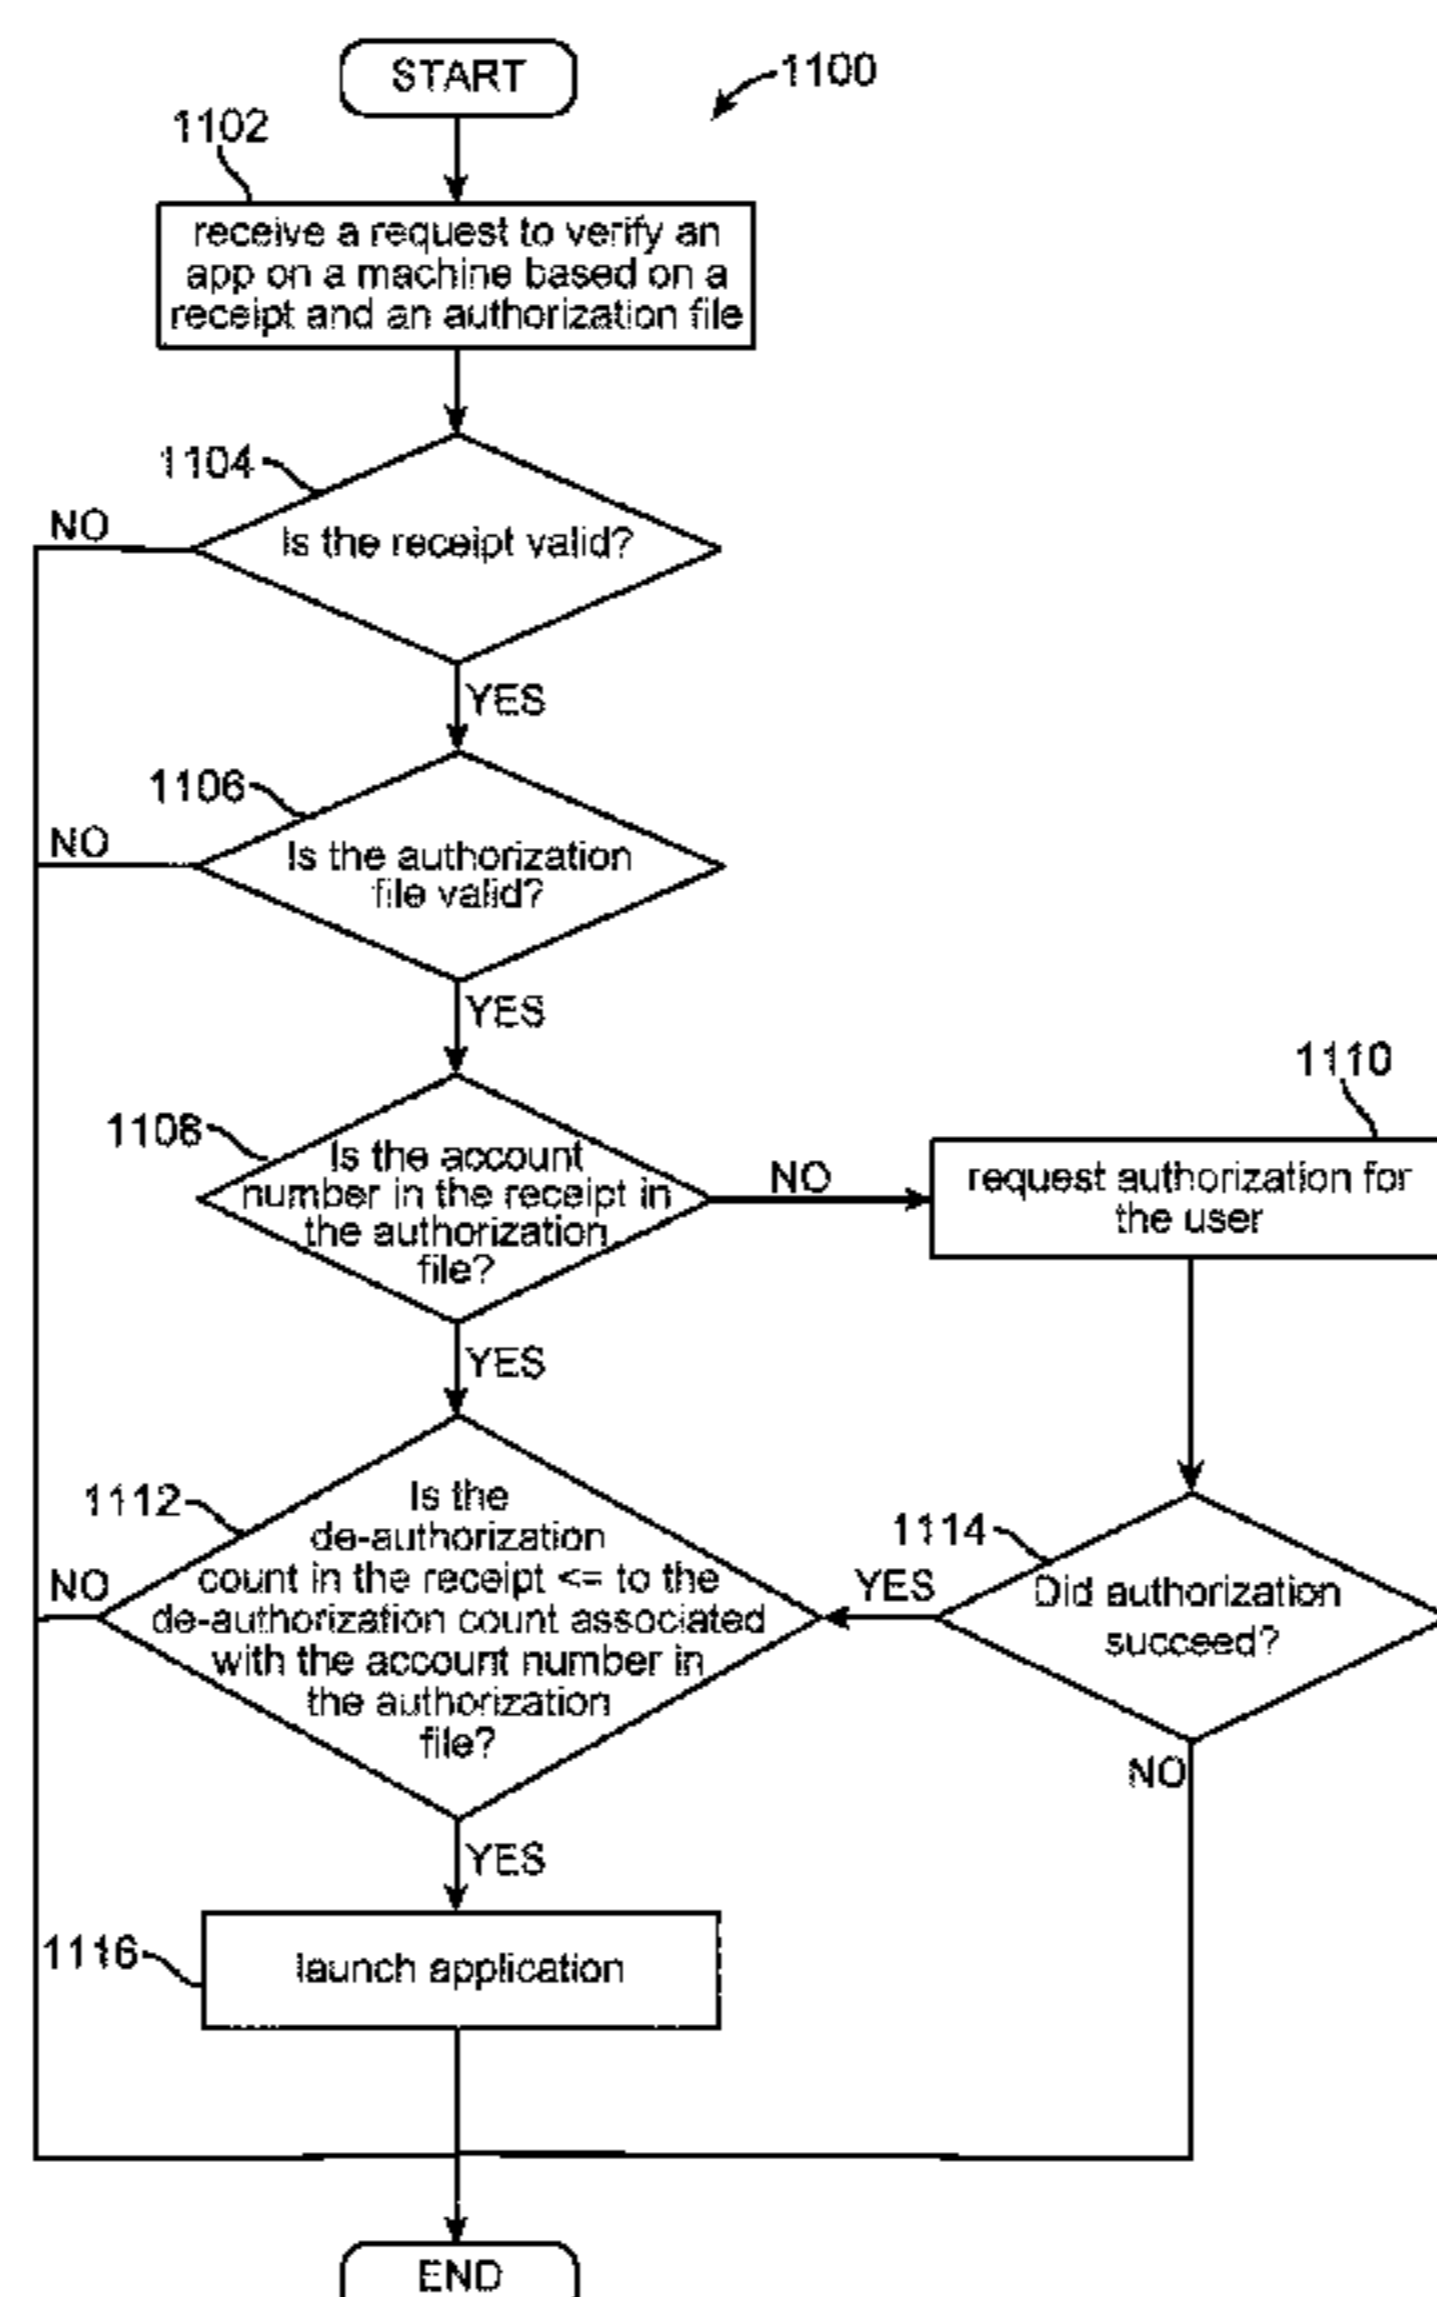 START
1100
1102
receive a request to verify an
app on a machine based on a
receipt and an authorization file
1104
NO
Is the receipt valid?
YES
1106
NO
Is the authorization
file valid?
YES
1108
Is the account
number in the receipt in
the authorization
file?
NO
1110
request authorization for
the user
YES
1112
NO
Is the
de-authorization
count in the receipt <= to the
de-authorization count associated
with the account number in
the authorization
file?
YES
1114
Did authorization
succeed?
NO
YES
1116
launch application
END